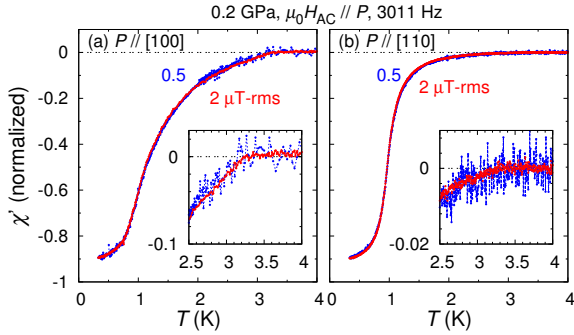 0.2 GPa, μ₀H_AC // P, 3011 Hz
(a) P // [100]
(b) P // [110]
0.5
2 μT-rms
0.5
2 μT-rms
χ' (normalized)
0
-0.2
-0.4
-0.6
-0.8
-1
0
-0.1
2.5 3 3.5 4
0
-0.02
2.5 3 3.5 4
0 1 2 3 4
0 1 2 3 4
T (K)
T (K)